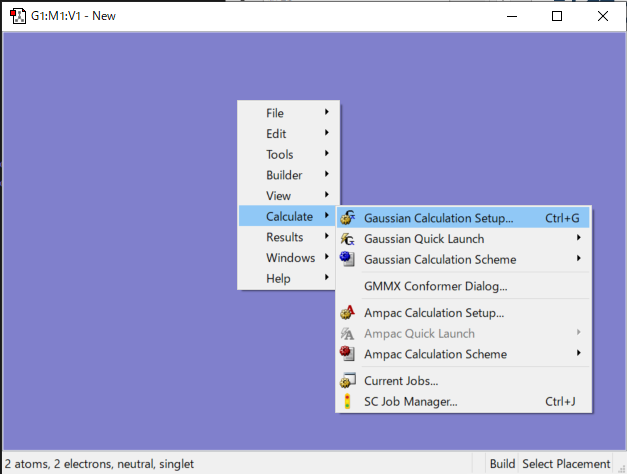 G1:M1:V1 - New
File
Edit
Tools
Builder
View
Calculate
Results
Windows
Help
Gaussian Calculation Setup... Ctrl+G
Gaussian Quick Launch
Gaussian Calculation Scheme
GMMX Conformer Dialog...
Ampac Calculation Setup...
Ampac Quick Launch
Ampac Calculation Scheme
Current Jobs...
SC Job Manager... Ctrl+J
2 atoms, 2 electrons, neutral, singlet
Build Select Placement